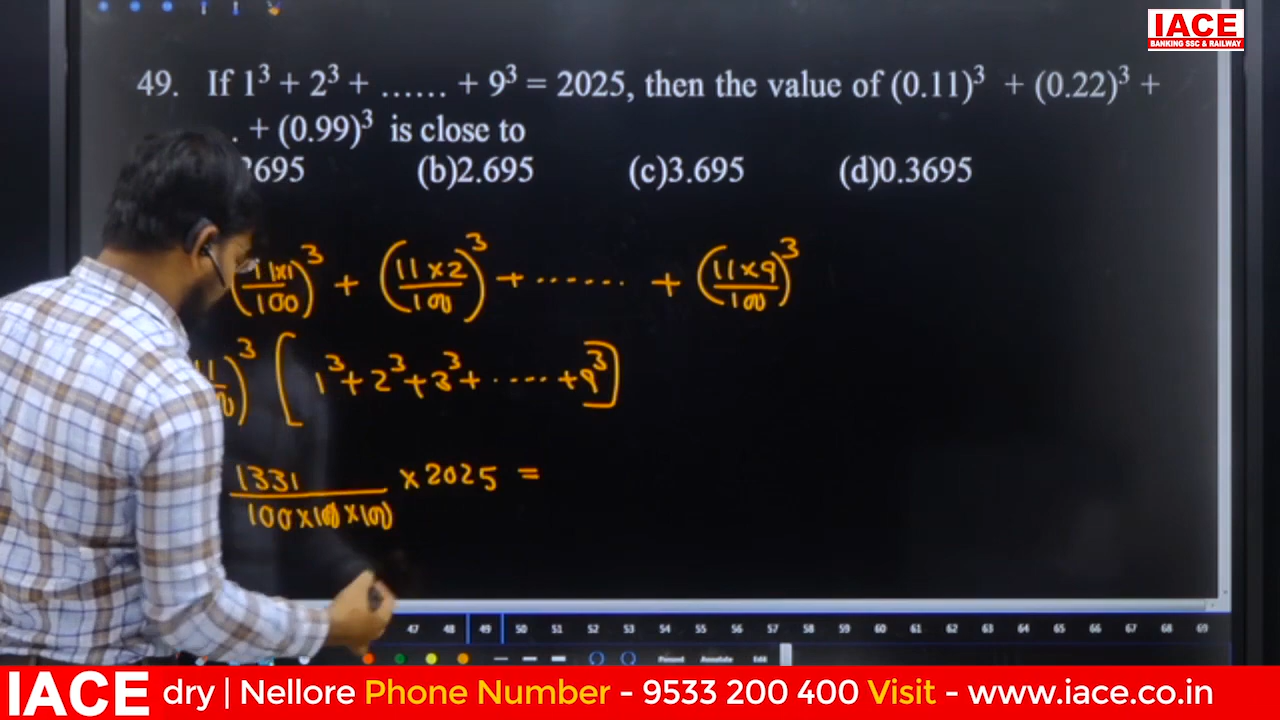 IACE
BANKING SSC & RAILWAY
49. If 1³ + 2³ + ...... + 9³ = 2025, then the value of (0.11)³ + (0.22)³ +
. + (0.99)³ is close to
695 (b)2.695 (c)3.695 (d)0.3695
(11×1/100)³ + (11×2/100)³ + ...... + (11×9/100)³
)³ [1³+2³+3³+.....+9³]
1331/100×100×100 ×2025 =
47 48 49 50 51 52 53 54 55 56 57 58 59 60 61 62 63 64 65 66 67 68 69
Annotate Edit
IACE dry | Nellore Phone Number - 9533 200 400 Visit - www.iace.co.in